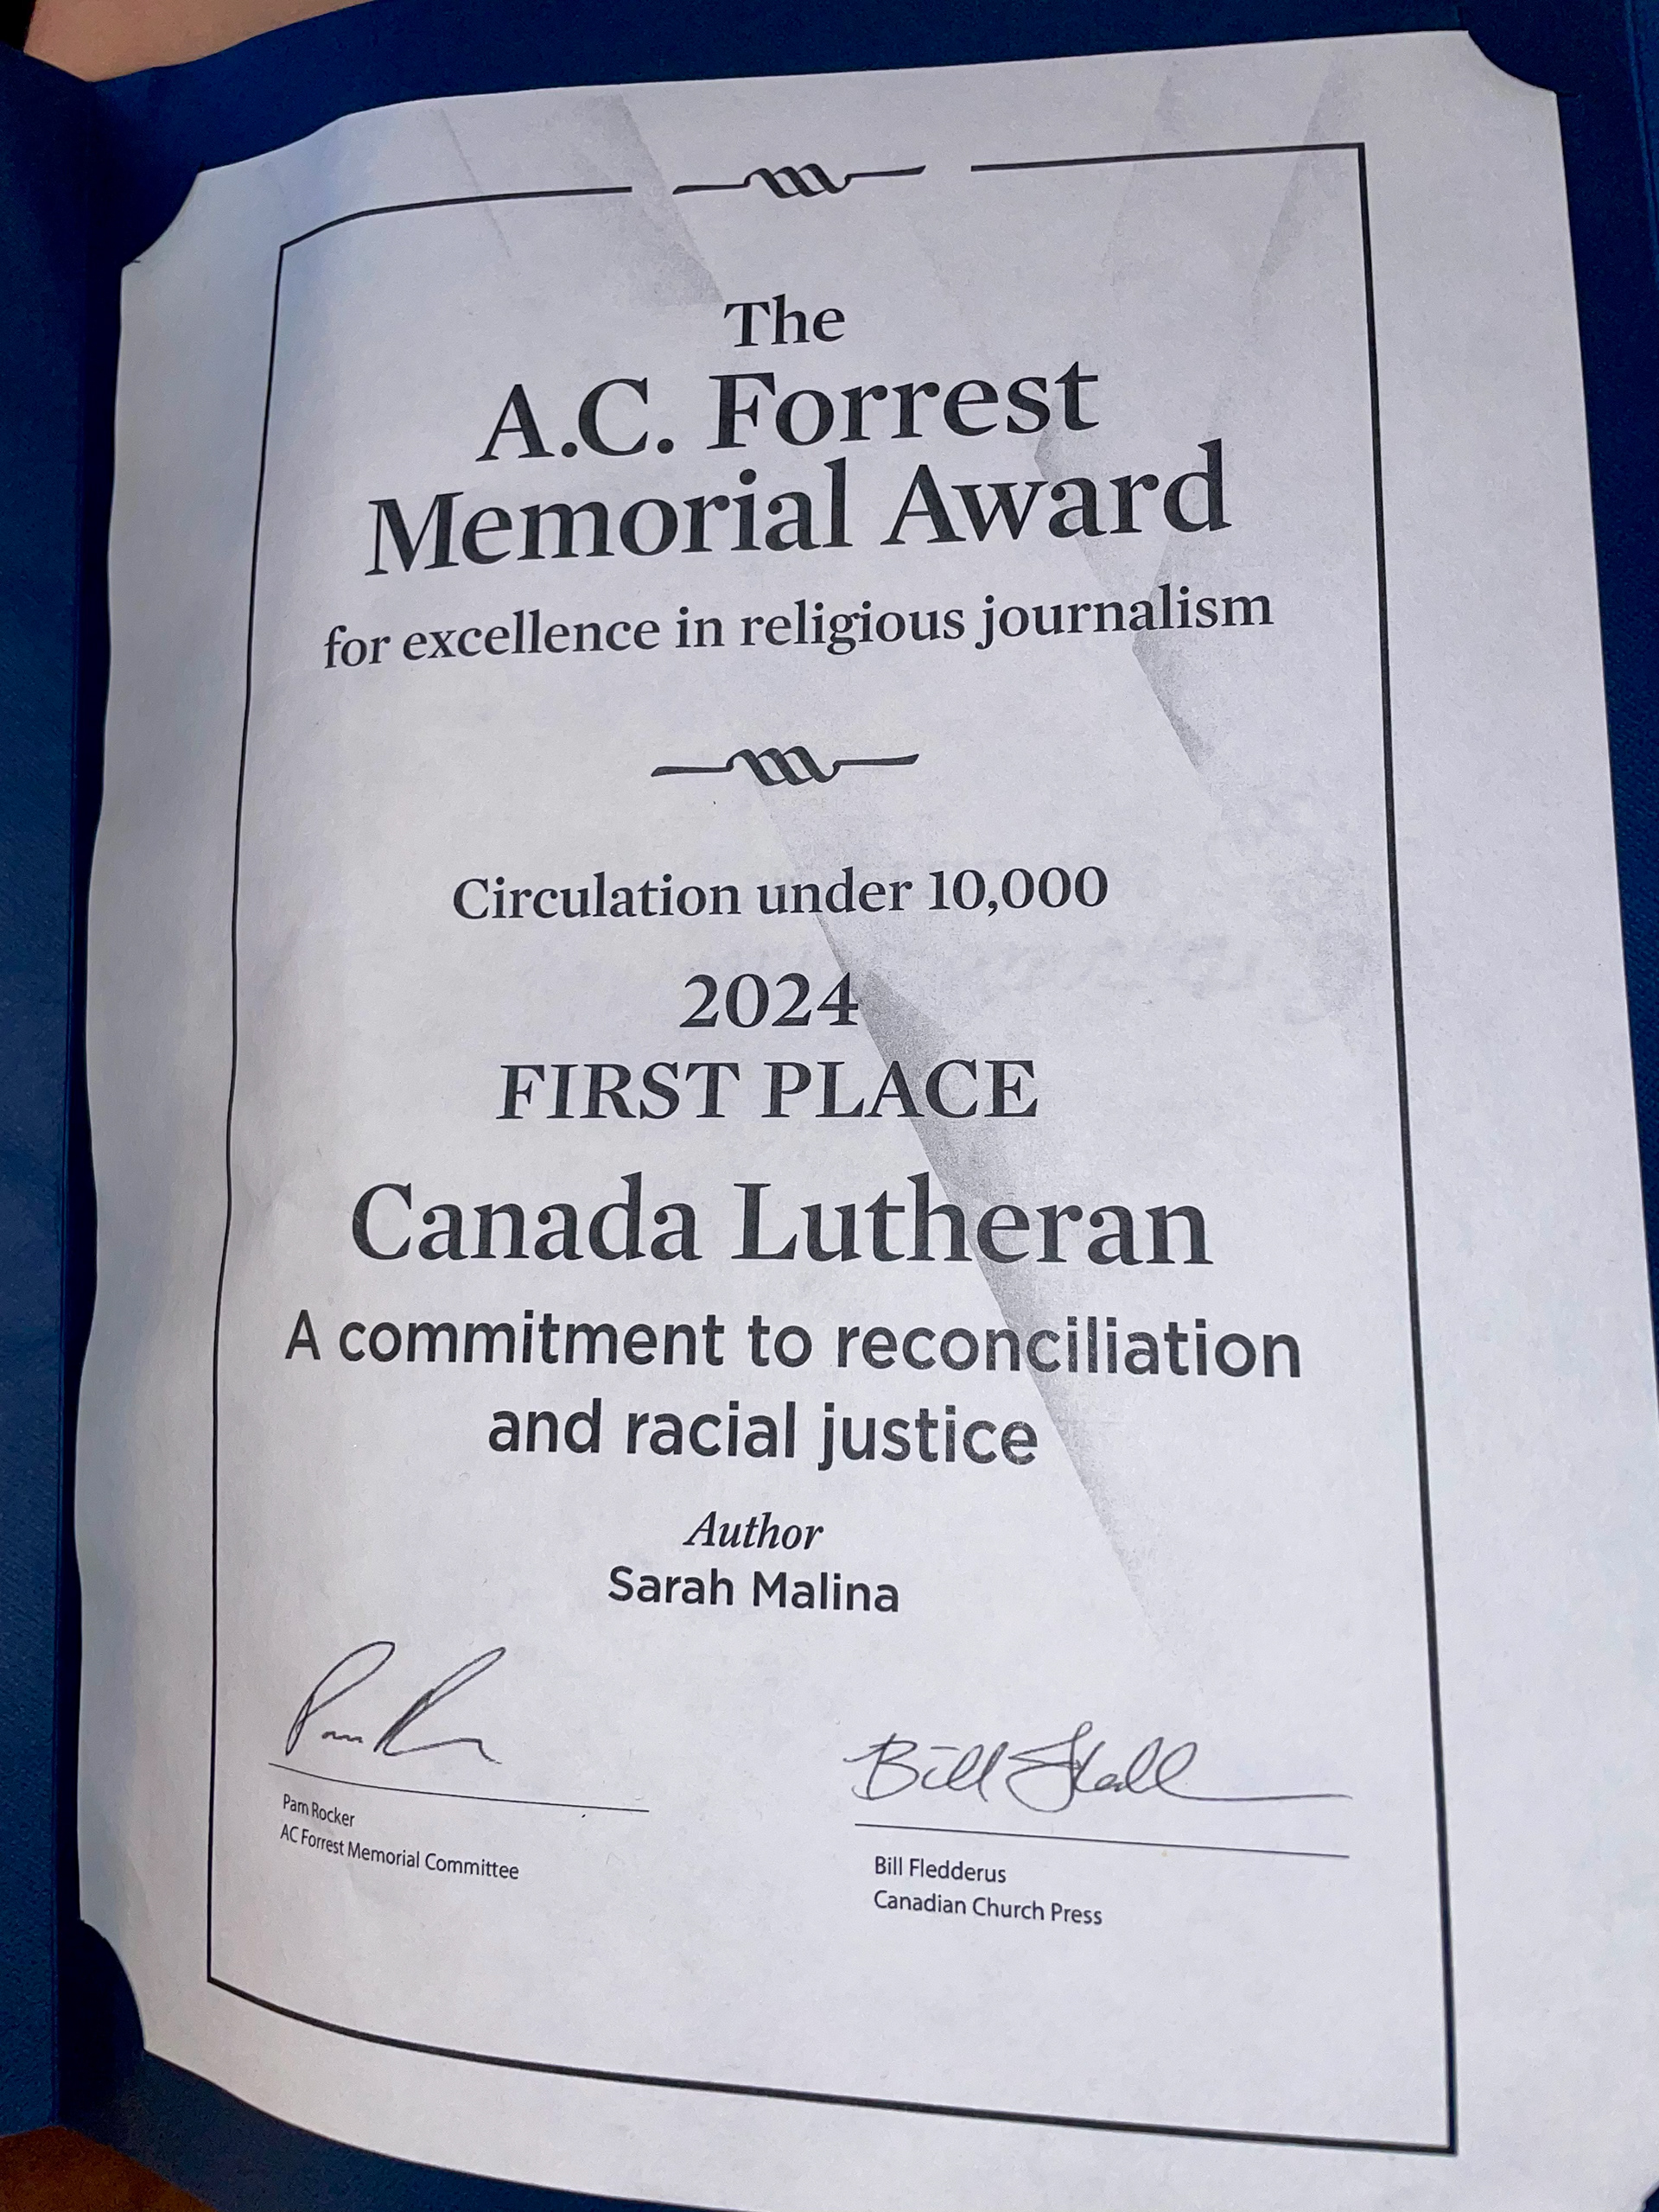 The
A.C. Forrest
Memorial Award
for excellence in religious journalism
Circulation under 10,000
2024
FIRST PLACE
Canada Lutheran
A commitment to reconciliation
and racial justice
Author
Sarah Malina
Pam Rocker
AC Forrest Memorial Committee
Bill Fledderus
Canadian Church Press